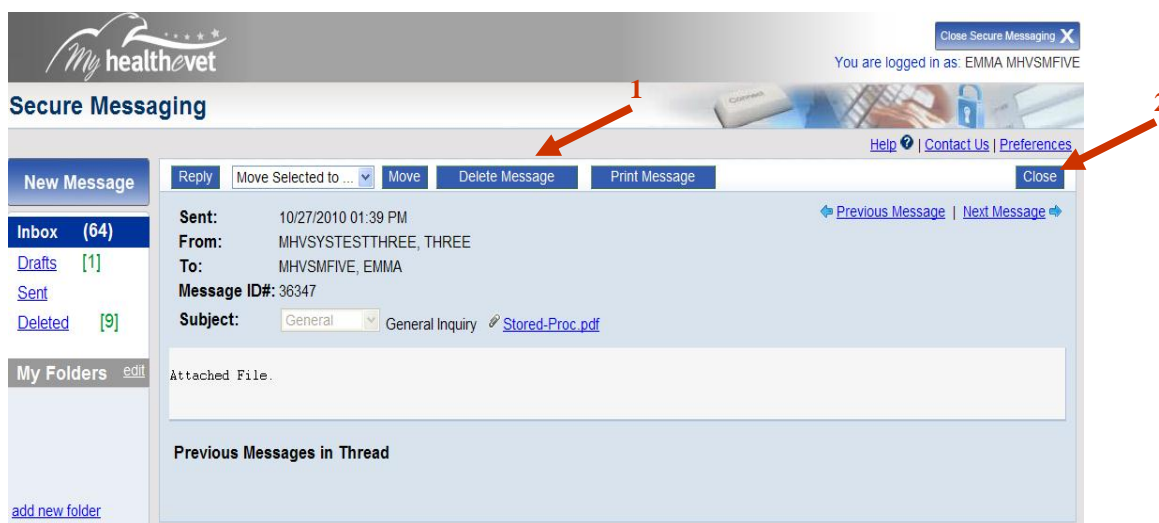 My healthevet
Close Secure Messaging X
You are logged in as: EMMA MHVSMFIVE
Secure Messaging
1
Connect
2
Help ? | Contact Us | Preferences
New Message
Reply Move Selected to ... Move Delete Message Print Message Close
Previous Message | Next Message
Sent: 10/27/2010 01:39 PM
From: MHVSYSTESTTHREE, THREE
To: MHVSMFIVE, EMMA
Message ID#: 36347
Subject: General General Inquiry Stored-Proc.pdf
Inbox (64)
Drafts [1]
Sent
Deleted [9]
My Folders edit
Attached File.
Previous Messages in Thread
add new folder